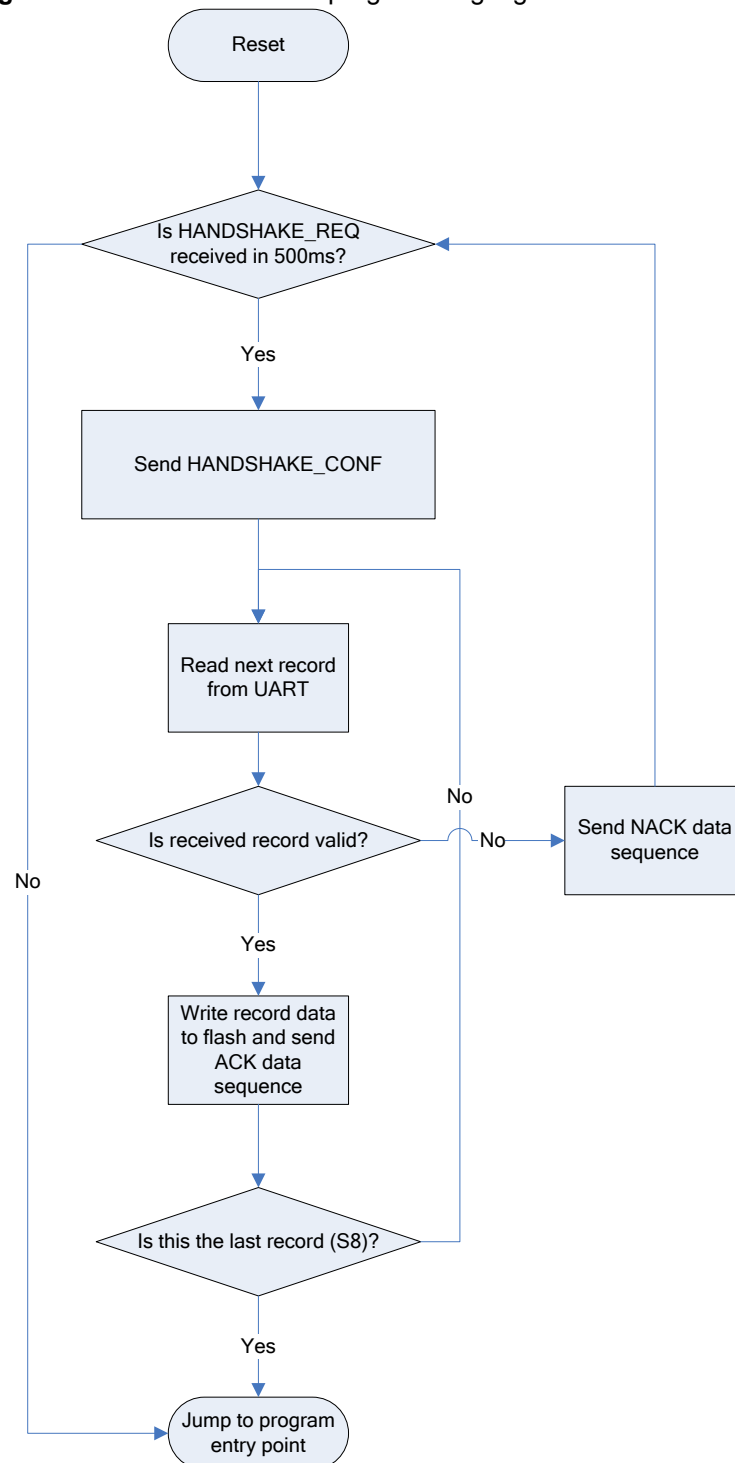 Reset
Is HANDSHAKE_REQ
received in 500ms?
Yes
Send HANDSHAKE_CONF
Read next record
from UART
No
Is received record valid?
No
Send NACK data
sequence
No
Yes
Write record data
to flash and send
ACK data
sequence
Is this the last record (S8)?
Yes
Jump to program
entry point